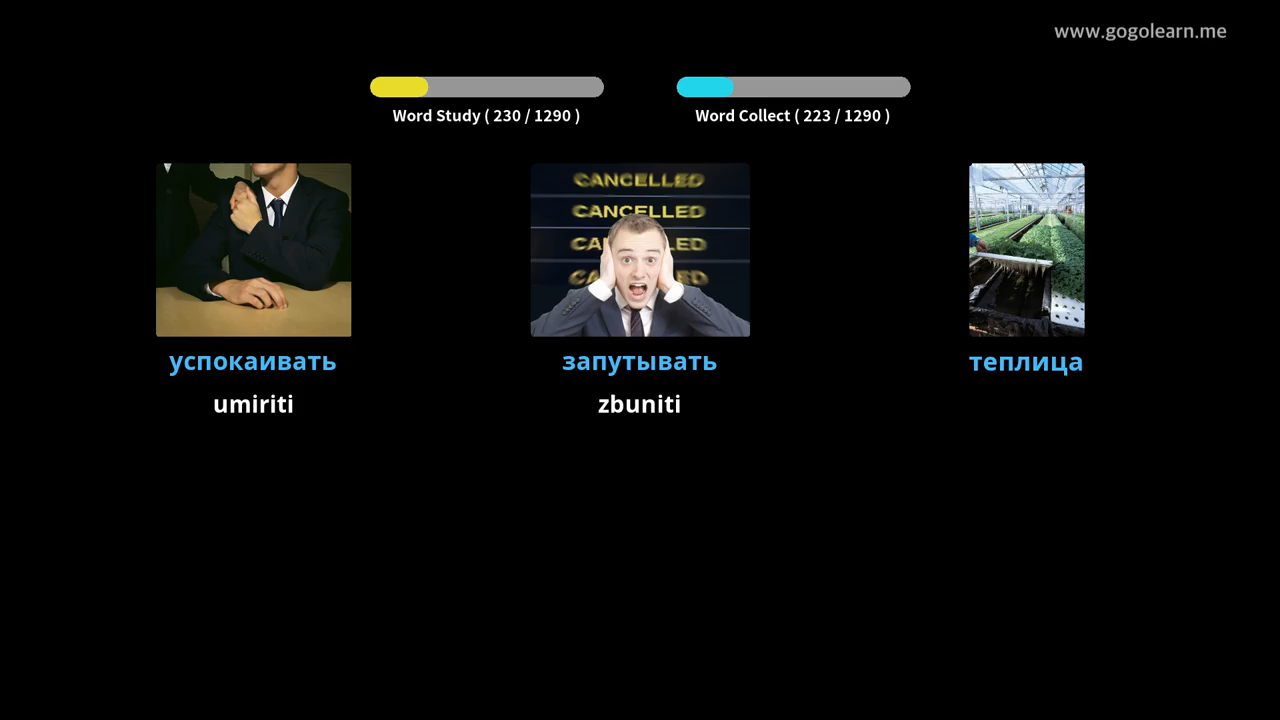 www.gogolearn.me
Word Study ( 230 / 1290 )
Word Collect ( 223 / 1290 )
CANCELLED
CANCELLED
успокаивать
запутывать
теплица
umiriti
zbuniti